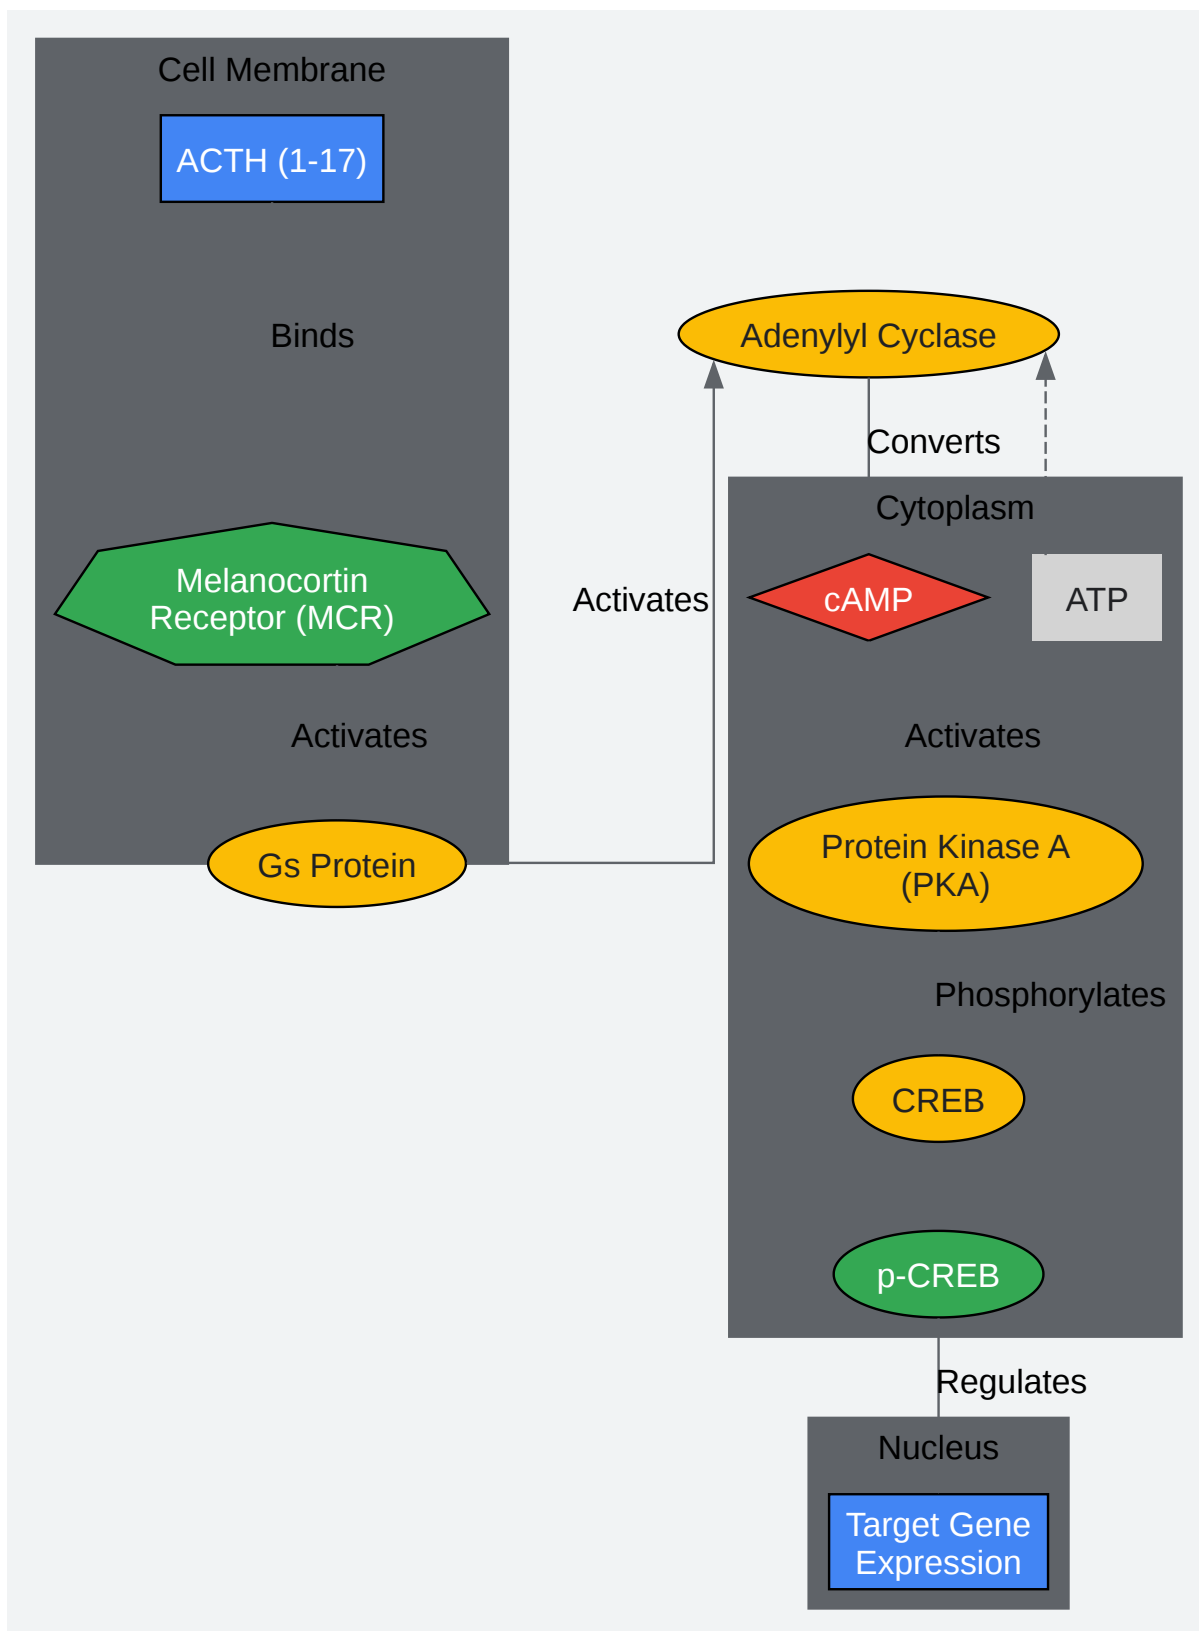 Cell Membrane
ACTH (1-17)
Binds
Melanocortin
Receptor (MCR)
Activates
Gs Protein
Activates
Adenylyl Cyclase
Converts
Cytoplasm
cAMP
ATP
Activates
Protein Kinase A
(PKA)
Phosphorylates
CREB
p-CREB
Regulates
Nucleus
Target Gene
Expression